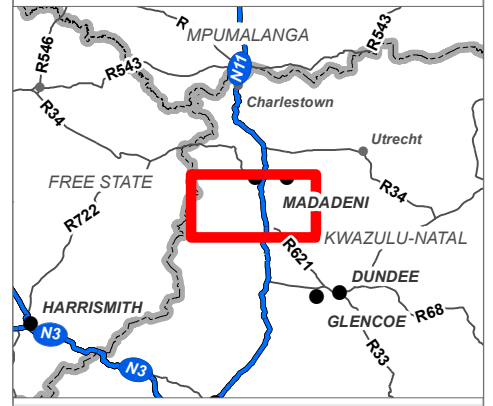 R
MPUMALANGA
R543
R546
N11
R543
Charlestown
R34
Utrecht
FREE STATE
R34
MADADENI
R722
R621
KWAZULU-NATAL
DUNDEE
HARRISMITH
GLENCOE
R68
N3
R33
N3